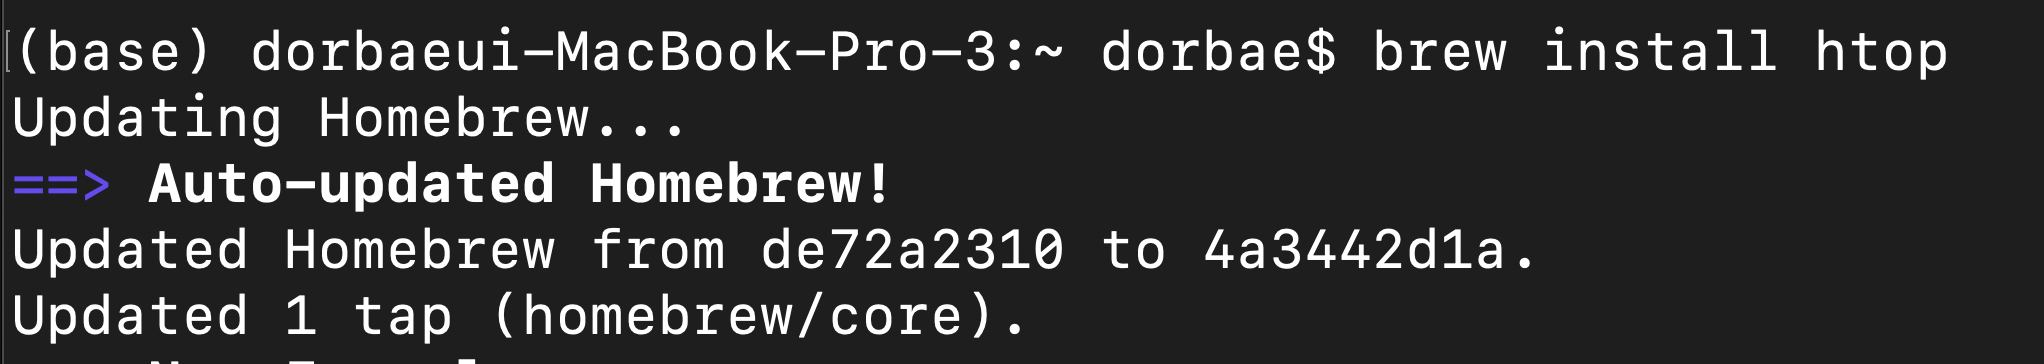 (base) dorbaeui-MacBook-Pro-3:~ dorbae$ brew install htop
Updating Homebrew...
==> Auto-updated Homebrew!
Updated Homebrew from de72a2310 to 4a3442d1a.
Updated 1 tap (homebrew/core).